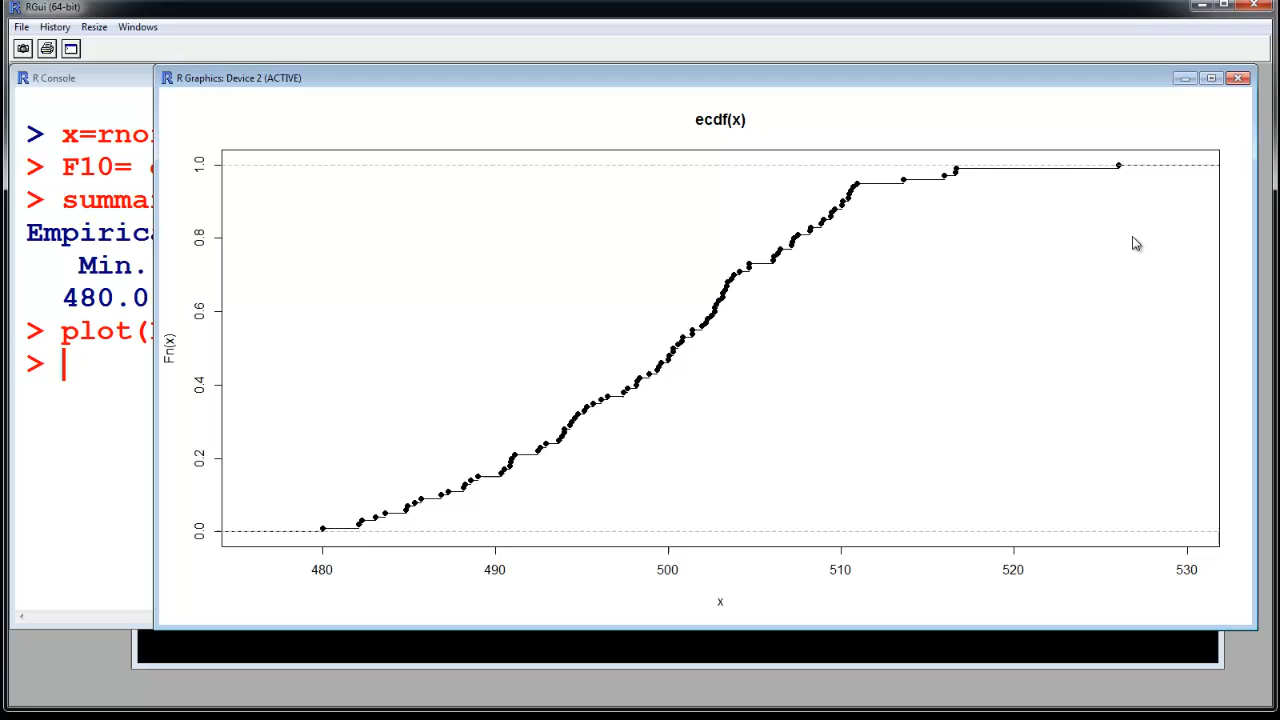 RGui (64-bit)
File History Resize Windows
R Console
> x=rnor
> F10=
> summa
Empirica
Min.
480.0
> plot(
>
R Graphics: Device 2 (ACTIVE)
ecdf(x)
Fn(x)
1.0
0.8
0.6
0.4
0.2
0.0
480 490 500 510 520 530
x